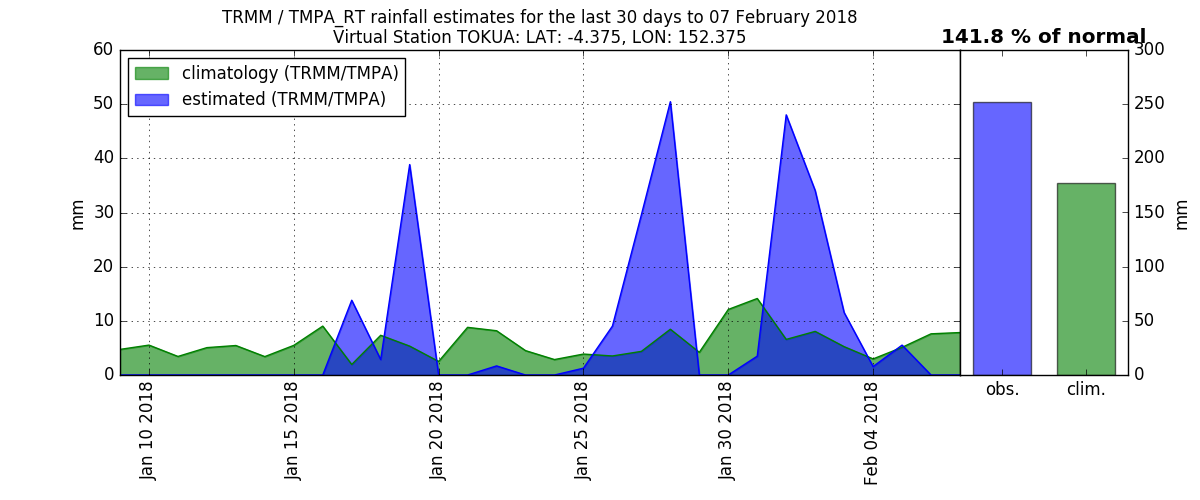 TRMM / TMPA_RT rainfall estimates for the last 30 days to 07 February 2018
Virtual Station TOKUA: LAT: -4.375, LON: 152.375
141.8 % of normal
climatology (TRMM/TMPA)
estimated (TRMM/TMPA)
60
50
40
30
20
10
0
mm
Jan 10 2018
Jan 15 2018
Jan 20 2018
Jan 25 2018
Jan 30 2018
Feb 04 2018
300
250
200
150
100
50
0
mm
obs.
clim.